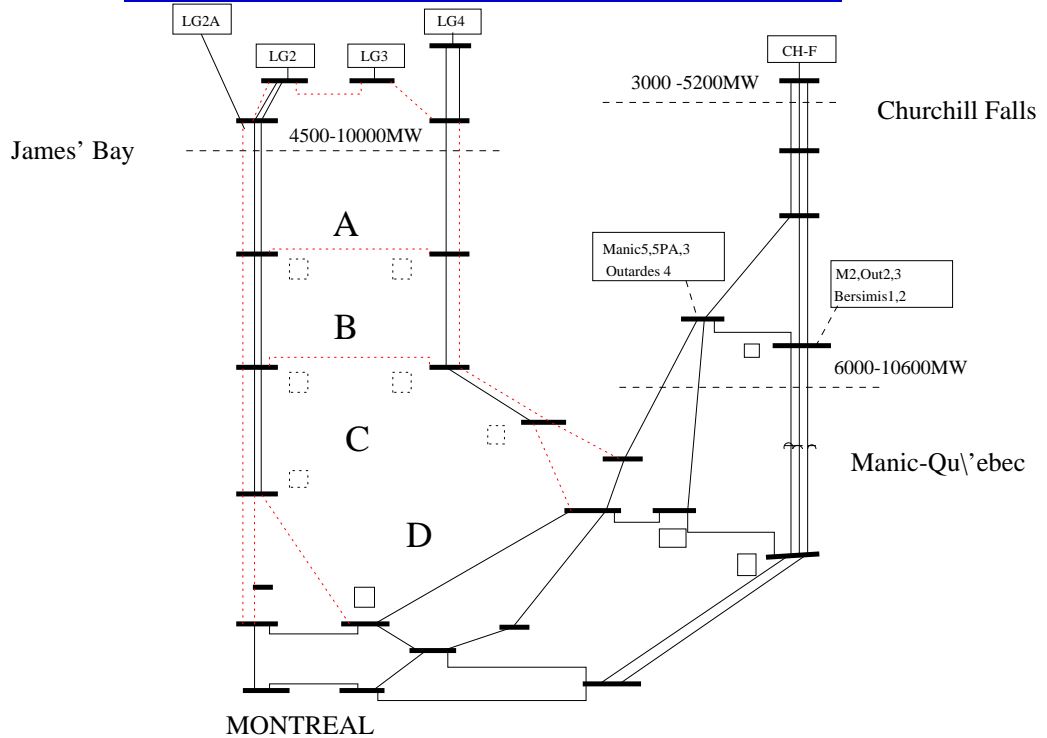 LG2A
LG4
LG2
LG3
CH-F
3000 -5200MW
Churchill Falls
4500-10000MW
James’ Bay
A
Manic5,5PA,3
Outardes 4
M2,Out2,3
Bersimis1,2
B
6000-10600MW
C
Manic-Qu\’ebec
D
MONTREAL